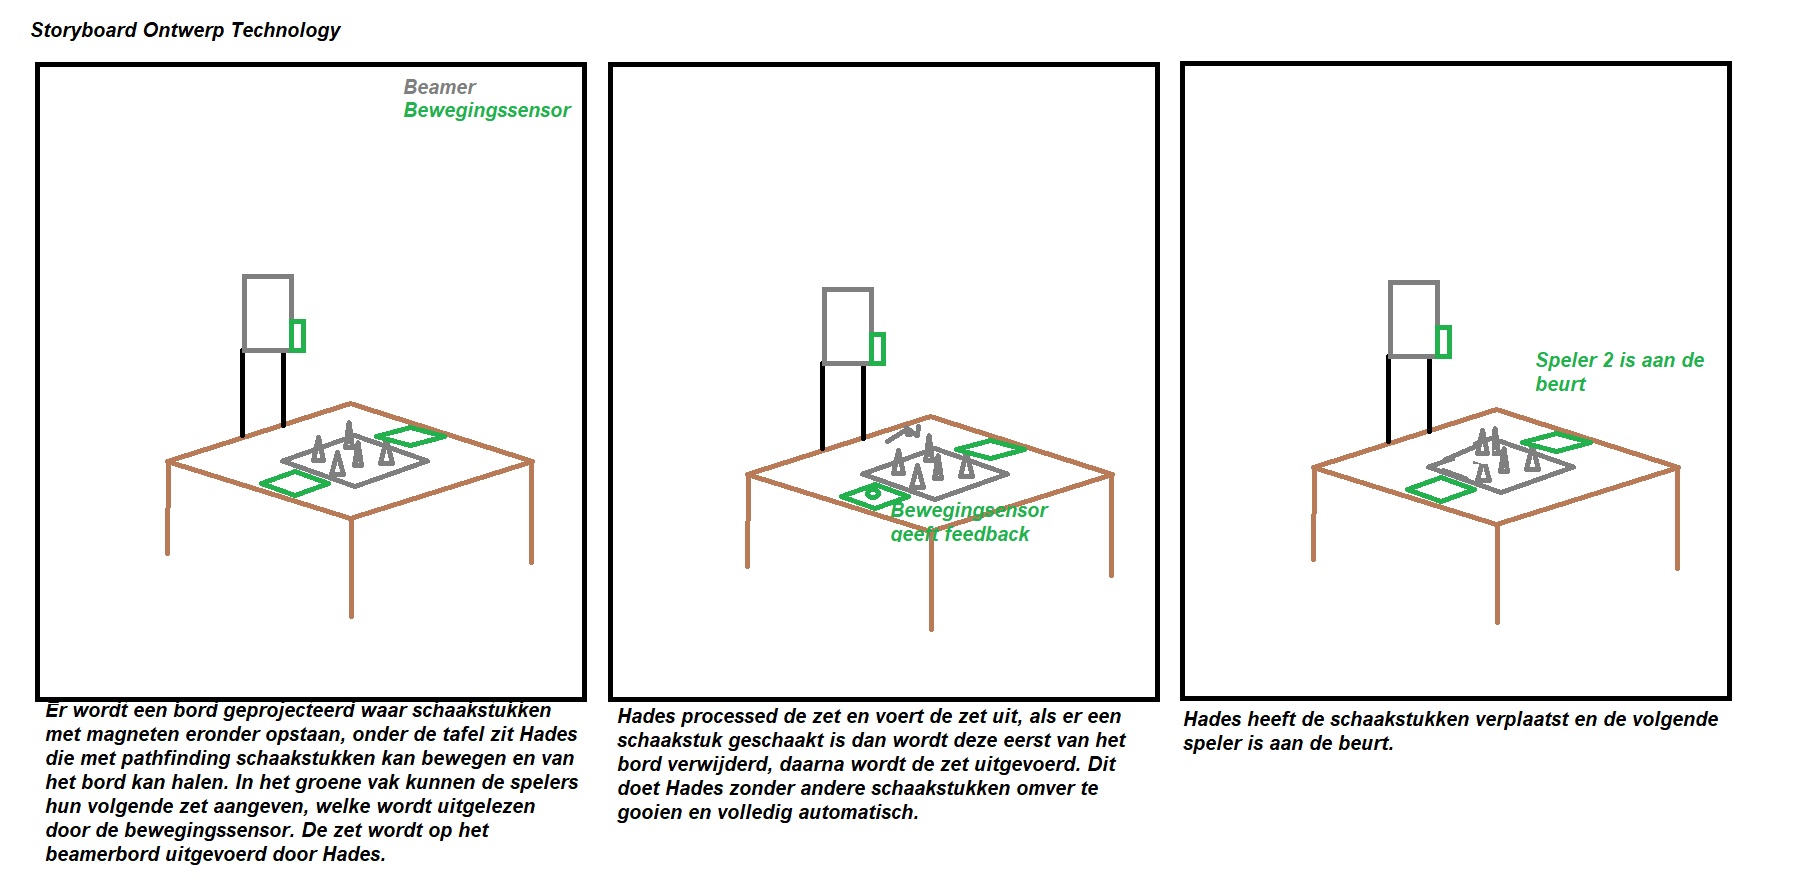 Storyboard Ontwerp Technology
Beamer
Bewegingssensor
Er wordt een bord geprojecteerd waar schaakstukken
met magneten eronder opstaan, onder de tafel zit Hades
die met pathfinding schaakstukken kan bewegen en van
het bord kan halen. In het groene vak kunnen de spelers
hun volgende zet aangeven, welke wordt uitgelezen
door de bewegingssensor. De zet wordt op het
beamerbord uitgevoerd door Hades.
Bewegingsensor
geeft feedback
Hades processed de zet en voert de zet uit, als er een
schaakstuk geschaakt is dan wordt deze eerst van het
bord verwijderd, daarna wordt de zet uitgevoerd. Dit
doet Hades zonder andere schaakstukken omver te
gooien en volledig automatisch.
Speler 2 is aan de
beurt
Hades heeft de schaakstukken verplaatst en de volgende
speler is aan de beurt.